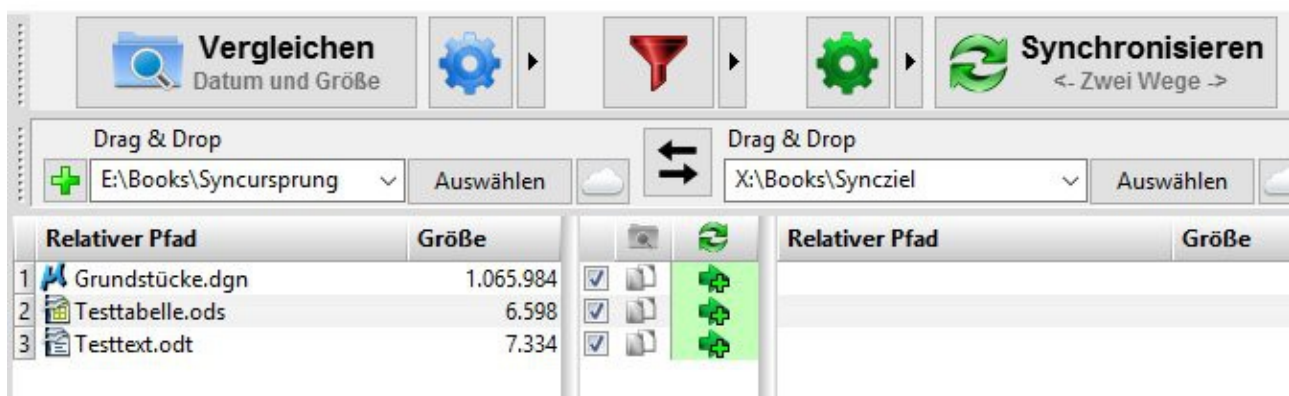 Vergleichen
Datum und Größe
Synchronisieren
<- Zwei Wege ->
Drag & Drop
Drag & Drop
E:\Books\Syncursprung
Auswählen
X:\Books\Syncziel
Auswählen
Relativer Pfad Größe Relativer Pfad Größe
1 Grundstücke.dgn 1.065.984
2 Testtabelle.ods 6.598
3 Testtext.odt 7.334